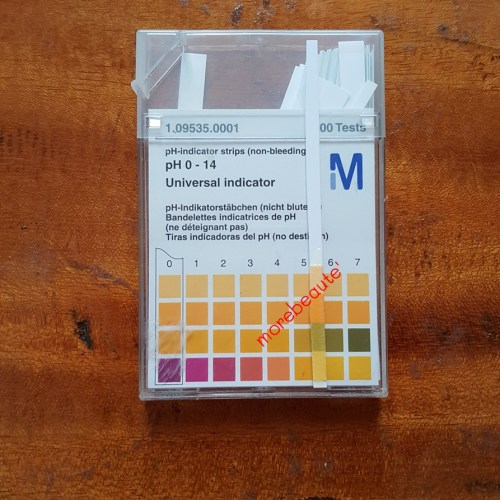 1.09535.0001 00 Tests
pH-indicator strips (non-bleeding
pH 0 - 14
Universal indicator
M
pH-Indikatorstäbchen (nicht blute
Bandelettes indicatrices de pH
(ne déteignant pas)
Tiras indicadoras del pH (no desti ñ)
0 1 2 3 4 5 6 7
morebeaute'